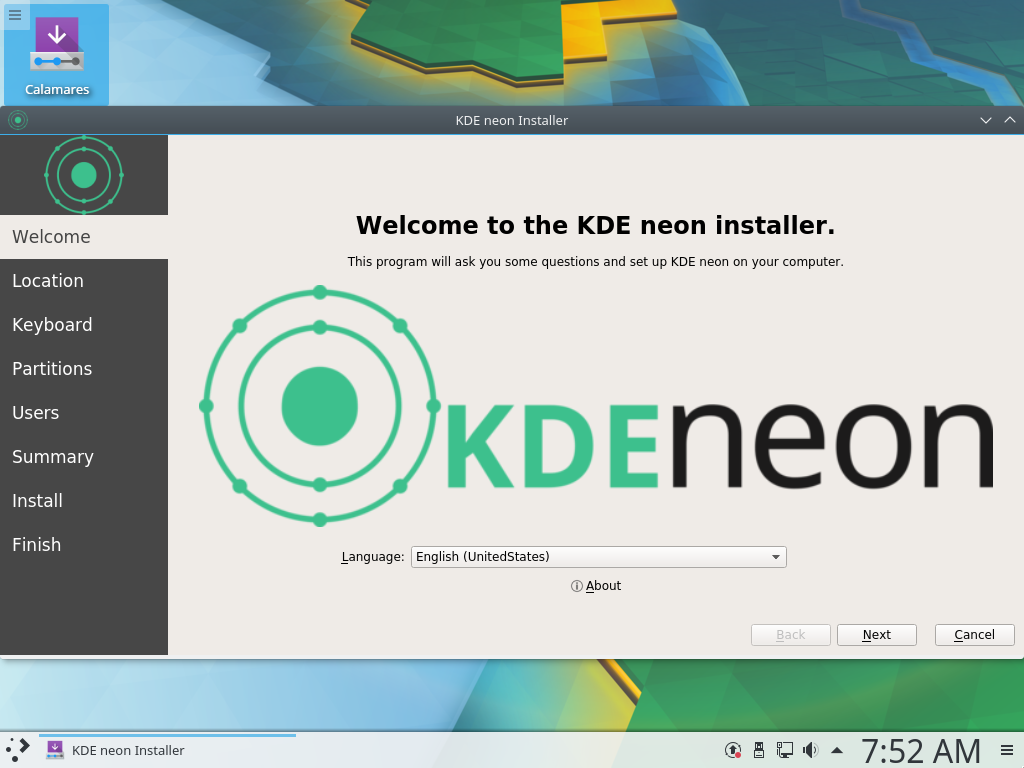 Calamares
KDE neon Installer
Welcome
Location
Keyboard
Partitions
Users
Summary
Install
Finish
Welcome to the KDE neon installer.
This program will ask you some questions and set up KDE neon on your computer.
KDEneon
Language: English (UnitedStates)
About
Back Next Cancel
KDE neon Installer
7:52 AM